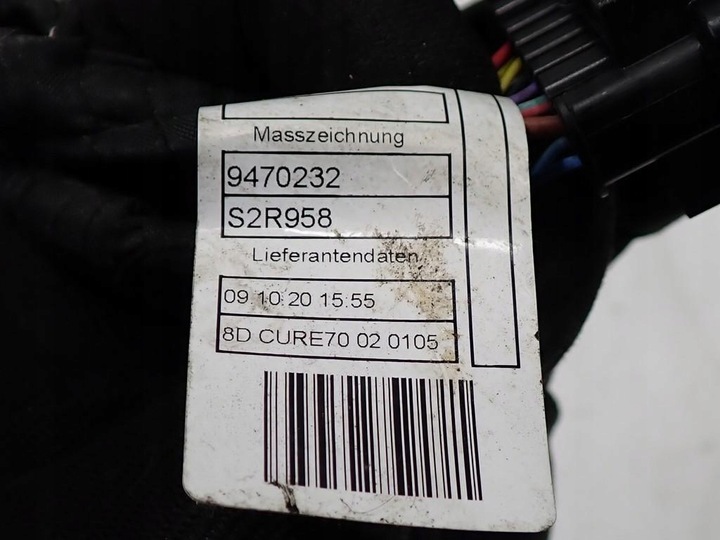 Masszeichnung
9470232
S2R958
Lieferantendaten
09.10.20 15:55
8D CURE70 02 0105